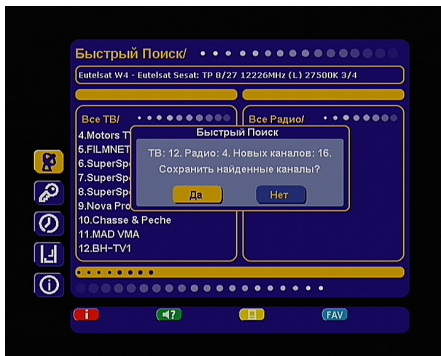 Быстрый Поиск/
Eutelsat W4 - Eutelsat Sesat: TP 8/27 12226MHz (L) 27500K 3/4
Все ТВ/
Все Радио/
4.Motors T
5.FILMNET
6.SuperSp
7.SuperSp
8.SuperSp
9.Nova Pro
10.Chasse & Peche
11.MAD VMA
12.BH-TV1
Быстрый Поиск
ТВ: 12. Радио: 4. Новых каналов: 16.
Сохранить найденные каналы?
Да
Нет
i
?
FAV